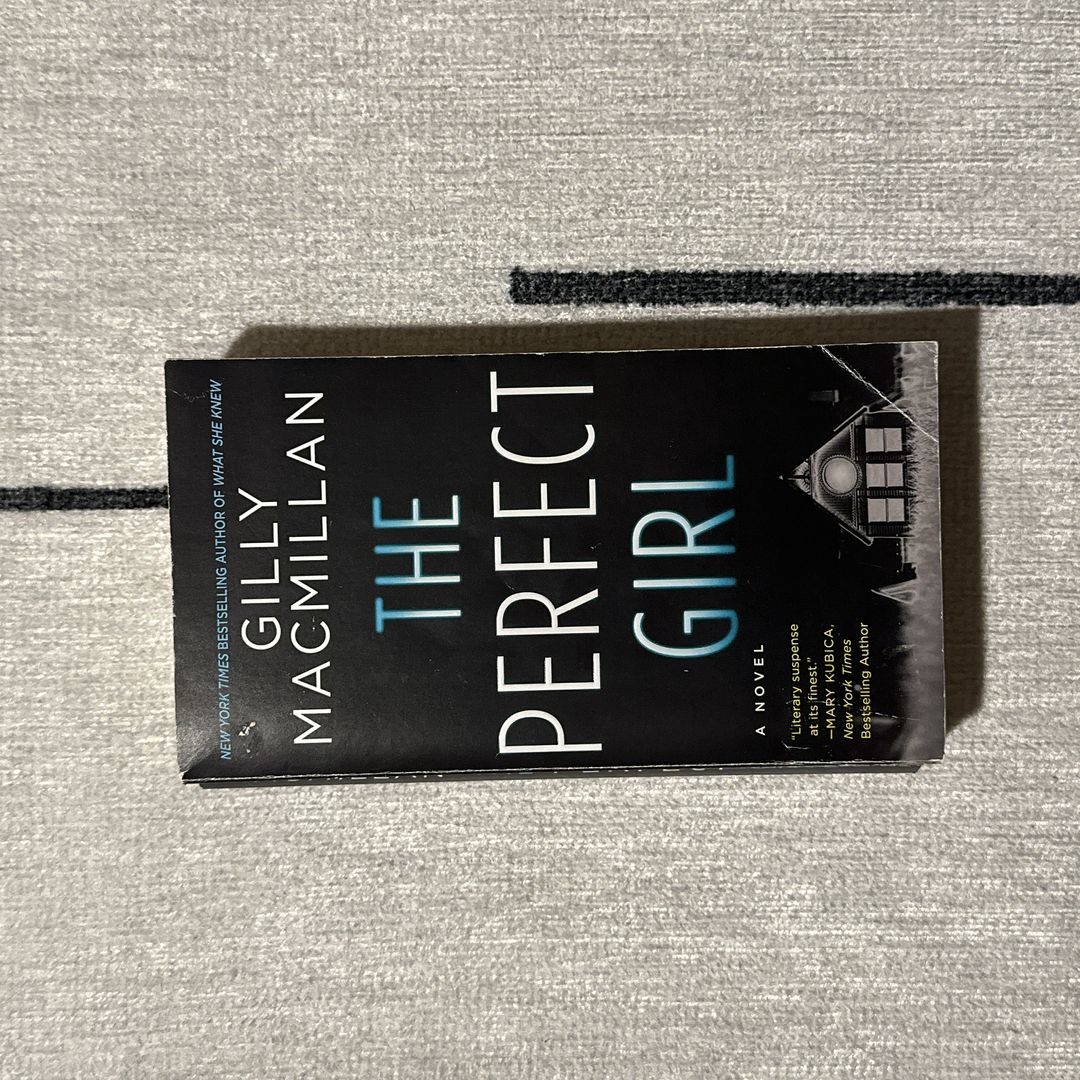 NEW YORK TIMES BESTSELLING AUTHOR OF WHAT SHE KNEW
GILLY
MACMILLAN
THE
PERFECT
GIRL
A NOVEL
"Literary suspense
at its finest."
—MARY KUBICA,
New York Times
Bestselling Author